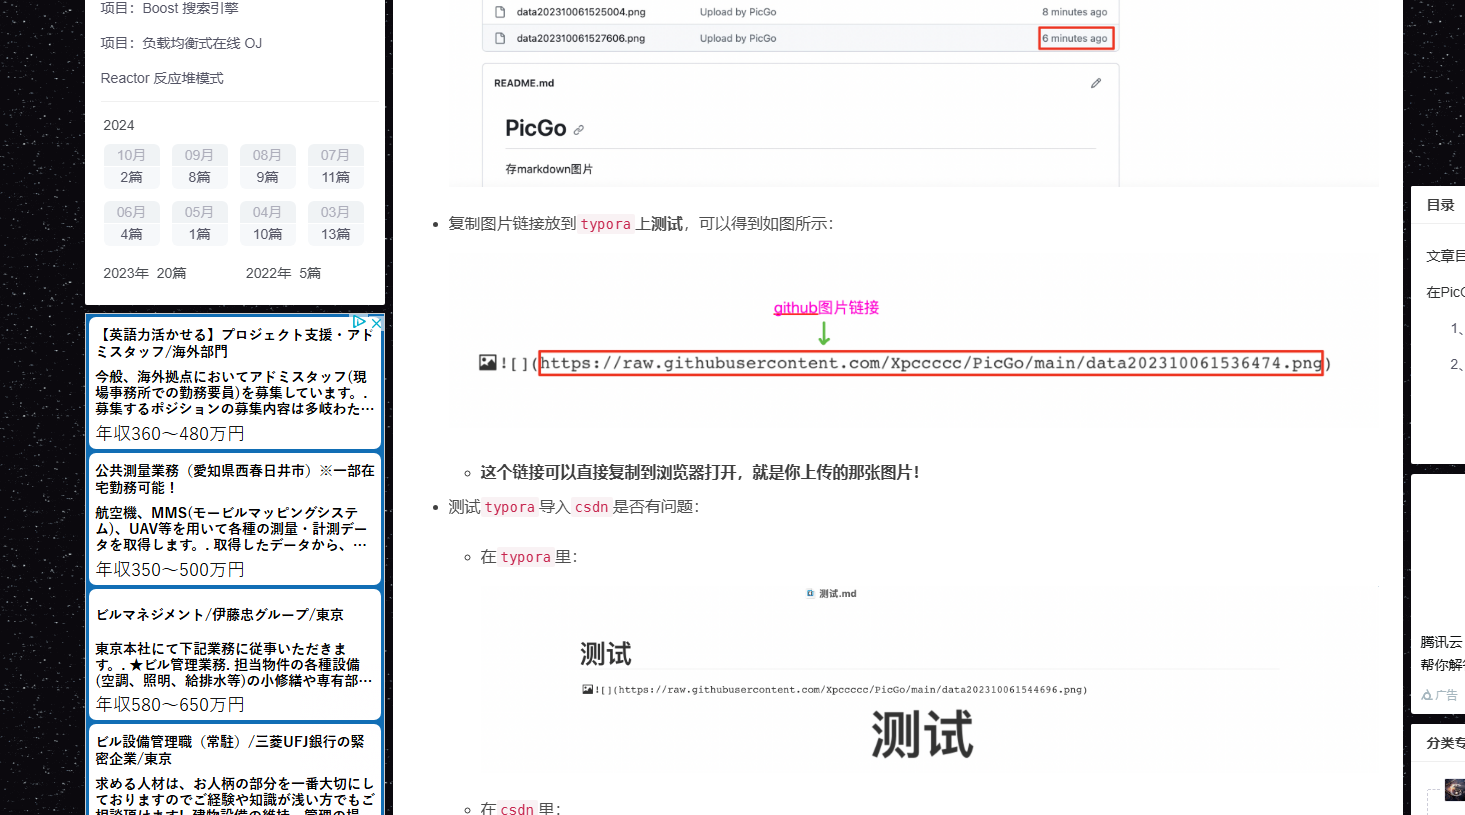 项目：Boost 搜索引擎
项目：负载均衡式在线 OJ
Reactor 反应堆模式
2024
10月 09月 08月 07月
2篇 8篇 9篇 11篇
06月 05月 04月 03月
4篇 1篇 10篇 13篇
2023年 20篇 2022年 5篇
【英語力活かせる】プロジェクト支援・アド
ミスタッフ/海外部門
今般、海外拠点においてアドミスタッフ(現
場事務所での勤務要員)を募集しています。.
募集するポジションの募集内容は多岐わた…
年収360～480万円
公共測量業務（愛知県西春日井市）※一部在
宅勤務可能！
航空機、MMS(モービルマッピングシステ
ム)、UAV等を用いて各種の測量・計測デー
タを取得します。. 取得したデータから、…
年収350～500万円
ビルマネジメント/伊藤忠グループ/東京
東京本社にて下記業務に従事いただきま
す。. ★ビル管理業務. 担当物件の各種設備
(空調、照明、給排水等)の小修繕や専有部…
年収580～650万円
ビル設備管理職（常駐）/三菱UFJ銀行の緊
密企業/東京
求める人材は、お人柄の部分を一番大切にし
ておりますのでご経験や知識が浅い方でもご
data202310061525004.png Upload by PicGo 8 minutes ago
data202310061527606.png Upload by PicGo 6 minutes ago
README.md
PicGo
存markdown图片
复制图片链接放到 typora 上测试，可以得到如图所示：
github图片链接
![](https://raw.githubusercontent.com/Xpccccc/PicGo/main/data202310061536474.png)
这个链接可以直接复制到浏览器打开，就是你上传的那张图片！
测试 typora 导入 csdn 是否有问题：
在 typora 里：
测试.md
测试
![](https://raw.githubusercontent.com/Xpccccc/PicGo/main/data202310061544696.png)
测试
在 csdn 里：
目录
文章目
在PicG
1、
2、
腾讯云
帮你解
广告
分类专